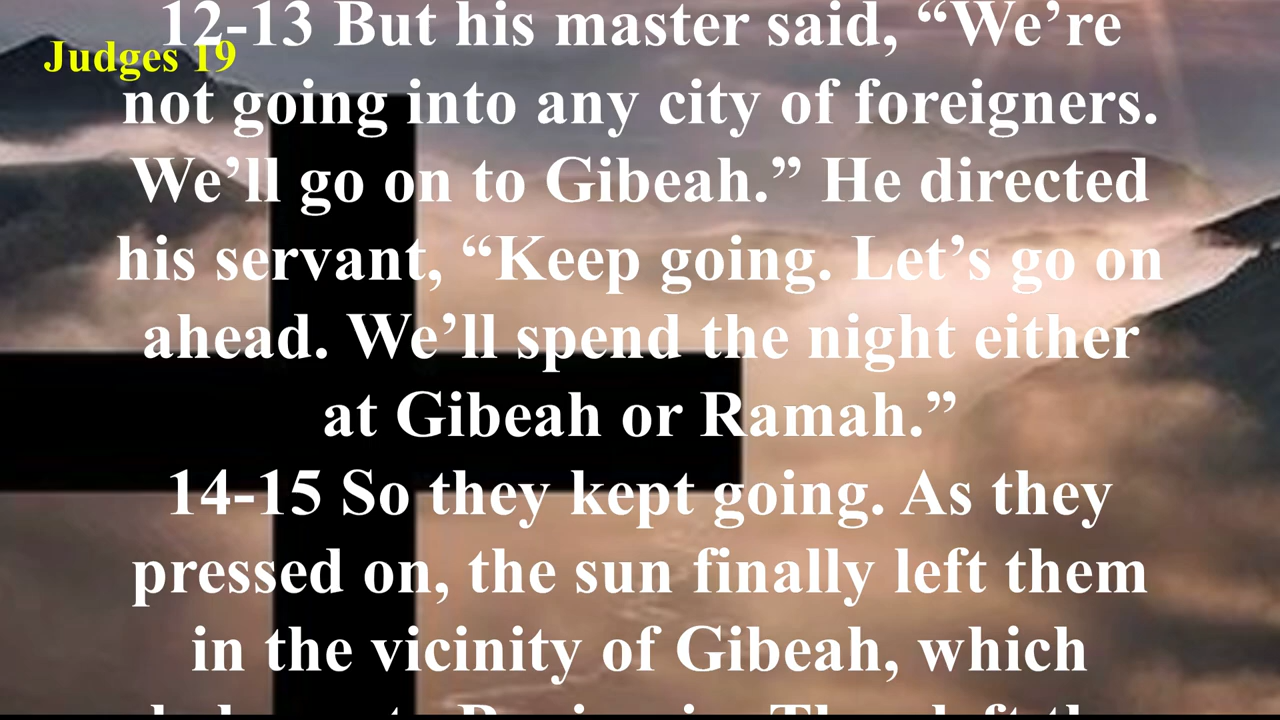 12-13 But his master said, “We’re
Judges 19
not going into any city of foreigners.
We’ll go on to Gibeah.” He directed
his servant, “Keep going. Let’s go on
ahead. We’ll spend the night either
at Gibeah or Ramah.”
14-15 So they kept going. As they
pressed on, the sun finally left them
in the vicinity of Gibeah, which